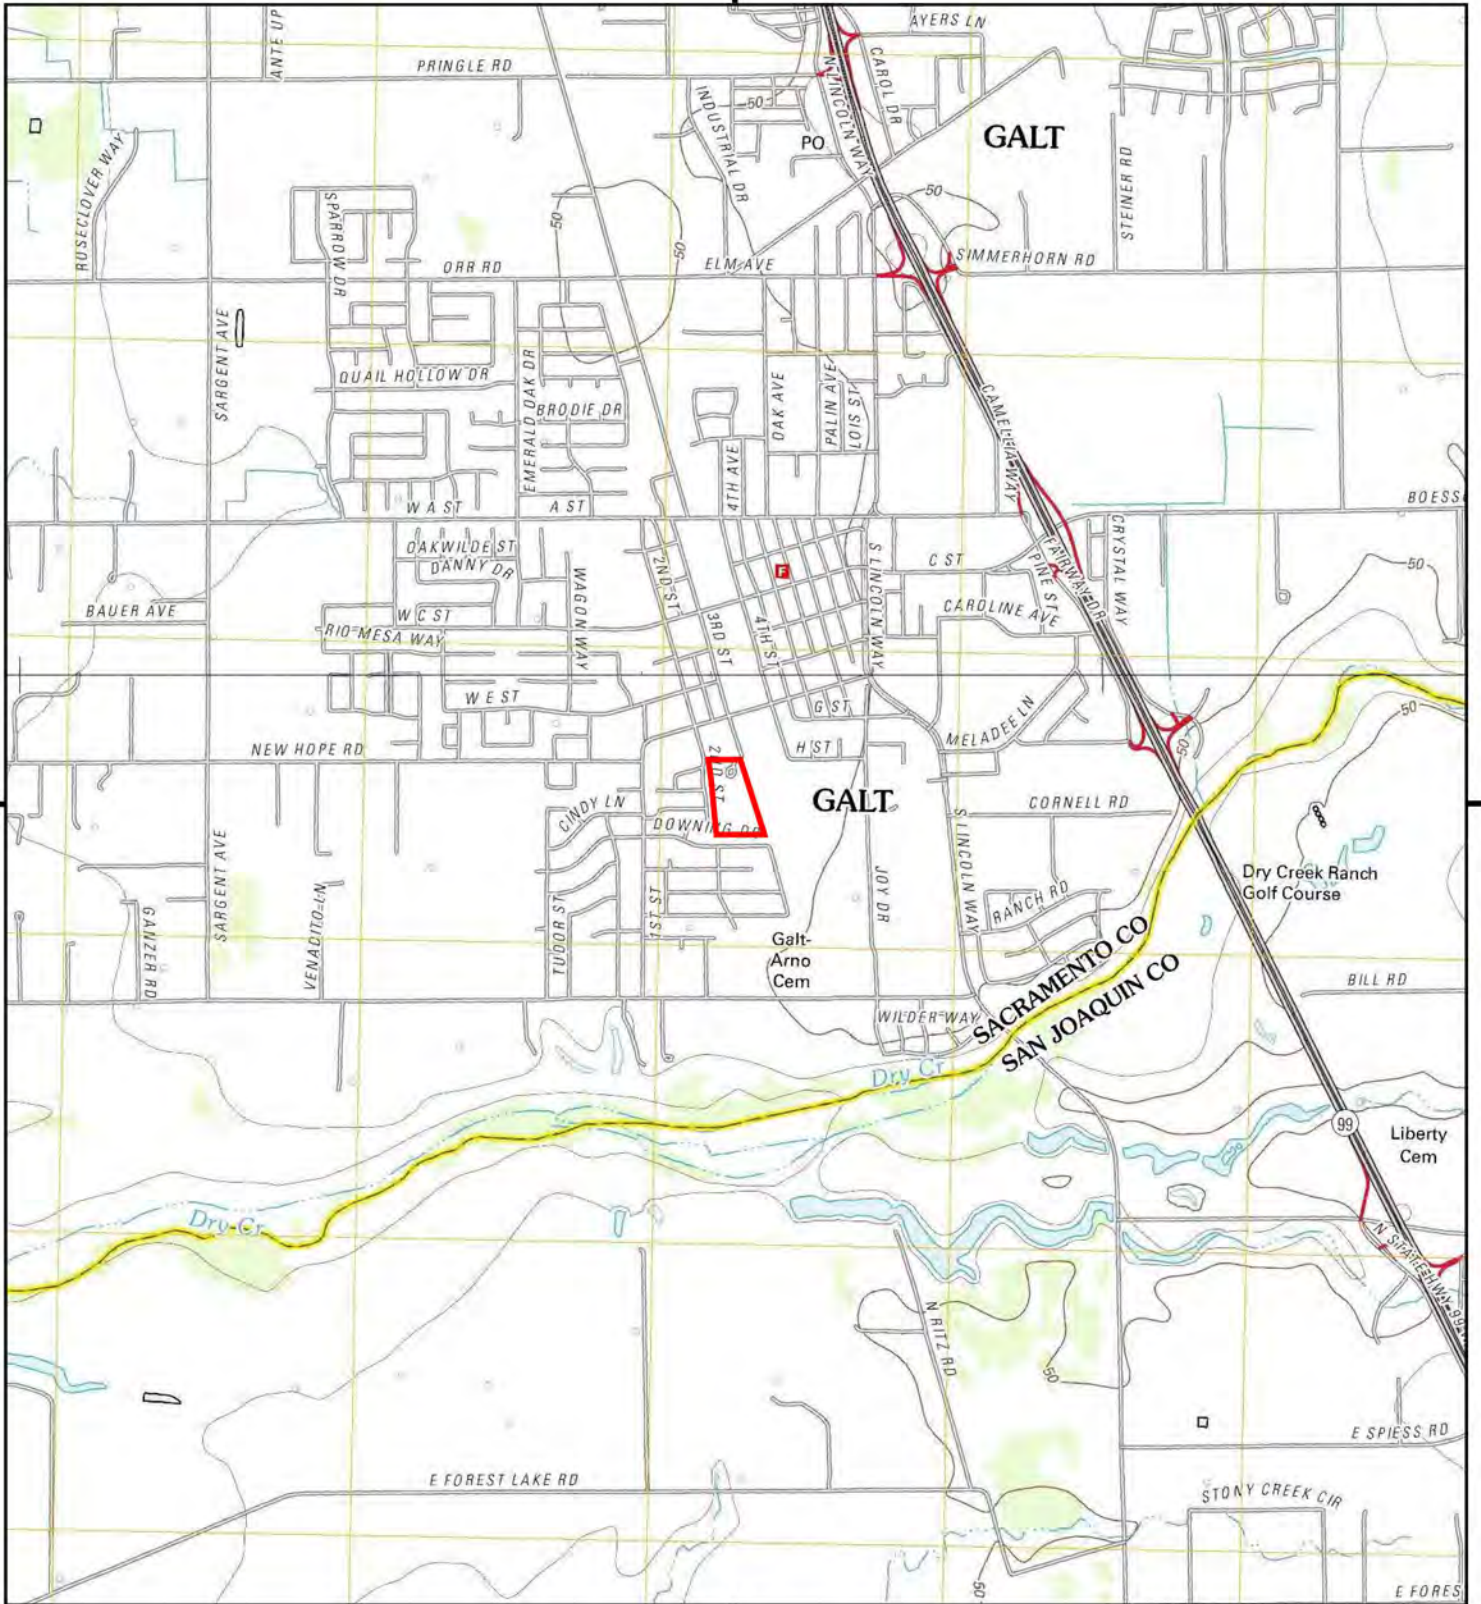 AYERS LN
ANTE UP
PRINGLE RD
N LINCOLN WAY
CAROL DR
INDUSTRIAL DR
50
PO
GALT
RUSECLOVER WAY
STEINER RD
50
SPARROW DR
50
50
ORR RD
ELM AVE
SIMMERHORN RD
SARGENT AVE
QUAIL HOLLOW DR
EMERALD OAK DR
BRODIE DR
OAK AVE
PALIN AVE
LOIS ST
CAMELLIA WAY
4TH AVE
W A ST
A ST
BOESS
OAKWILDE ST
DANNY DR
2ND ST
F
S LINCOLN WAY
C ST
FAIRWAY DR
PINE ST
CRYSTAL WAY
50
WAGON WAY
BAUER AVE
W C ST
RIO MESA WAY
3RD ST
4TH ST
CAROLINE AVE
W E ST
G ST
MELADEE LN
50
NEW HOPE RD
H ST
50
2ND ST
GALT
CINDY LN
DOWNING DR
S LINCOLN WAY
CORNELL RD
SARGENT AVE
Dry Creek Ranch
Golf Course
VENADITO LN
GANZER RD
TUDOR ST
1ST ST
JOY DR
RANCH RD
Galt-
Arno
Cem
SACRAMENTO CO
SAN JOAQUIN CO
BILL RD
WILDER WAY
Dry Cr
99
Liberty
Cem
Dry Cr
N STATE HWY 99
N RITZ RD
50
E SPIESS RD
E FOREST LAKE RD
STONY CREEK CIR
50
E FORES